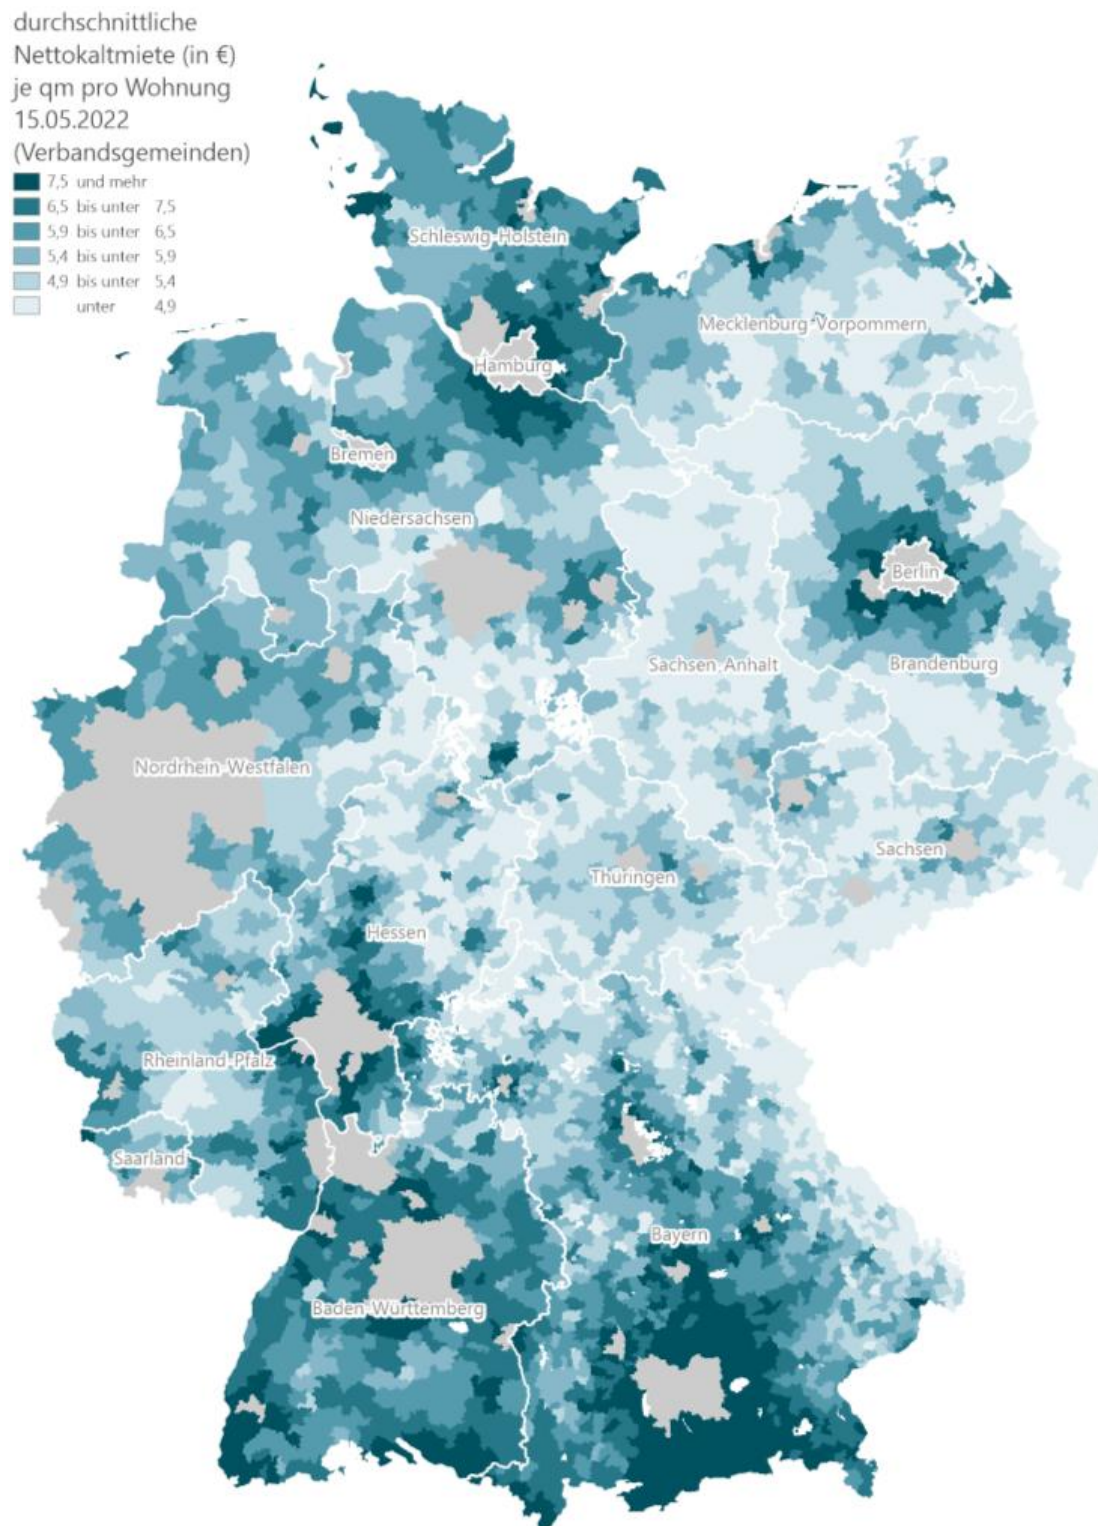 durchschnittliche
Nettokaltmiete (in €)
je qm pro Wohnung
15.05.2022
(Verbandsgemeinden)
7,5 und mehr
6,5 bis unter 7,5
5,9 bis unter 6,5
5,4 bis unter 5,9
4,9 bis unter 5,4
unter 4,9
Schleswig-Holstein
Mecklenburg-Vorpommern
Hamburg
Bremen
Niedersachsen
Berlin
Sachsen-Anhalt
Brandenburg
Nordrhein-Westfalen
Sachsen
Thüringen
Hessen
Rheinland-Pfalz
Saarland
Bayern
Baden-Württemberg